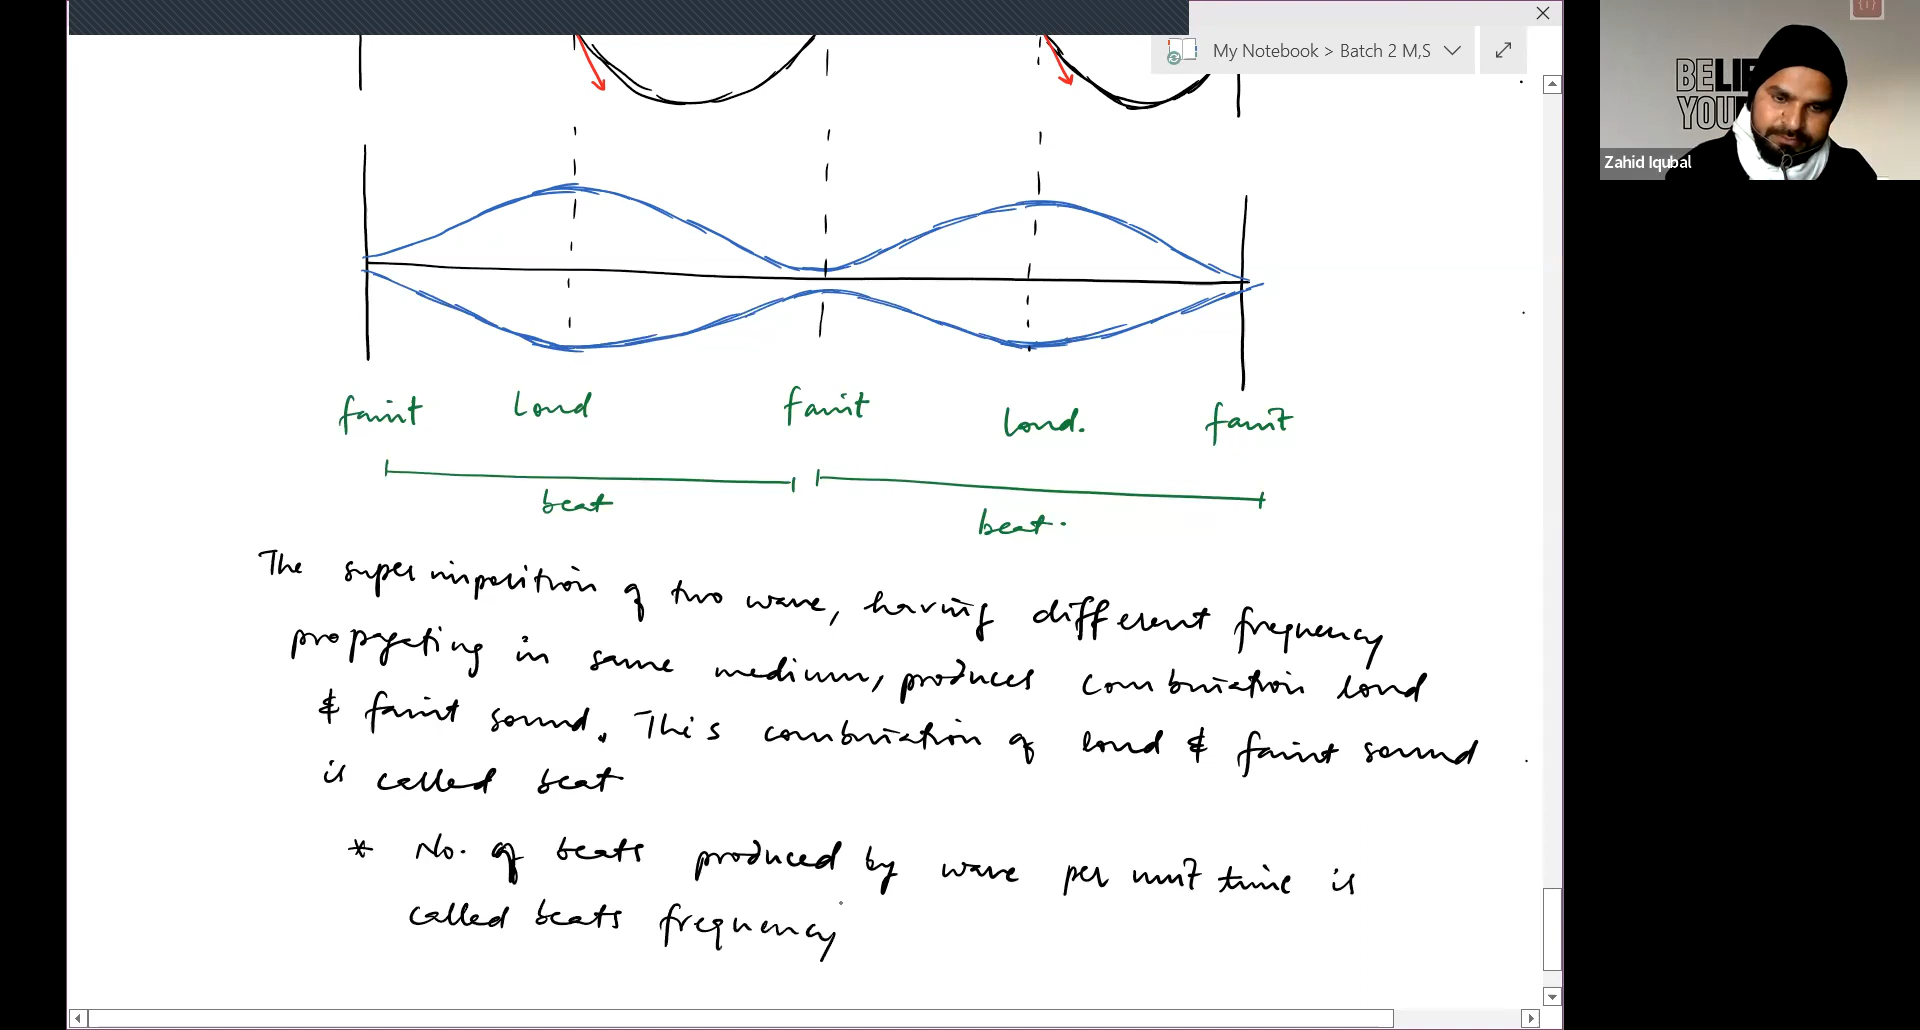 My Notebook > Batch 2 M,S
BELIE
YOU
Zahid Iqubal
faint Loud faint Loud. faint
beat
beat.
The superimposition of two wave, having different frequency
propagating in same medium, produces combination loud
& faint sound. This combination of loud & faint sound
is called beat
* No. of beats produced by wave per unit time is
called beats frequency